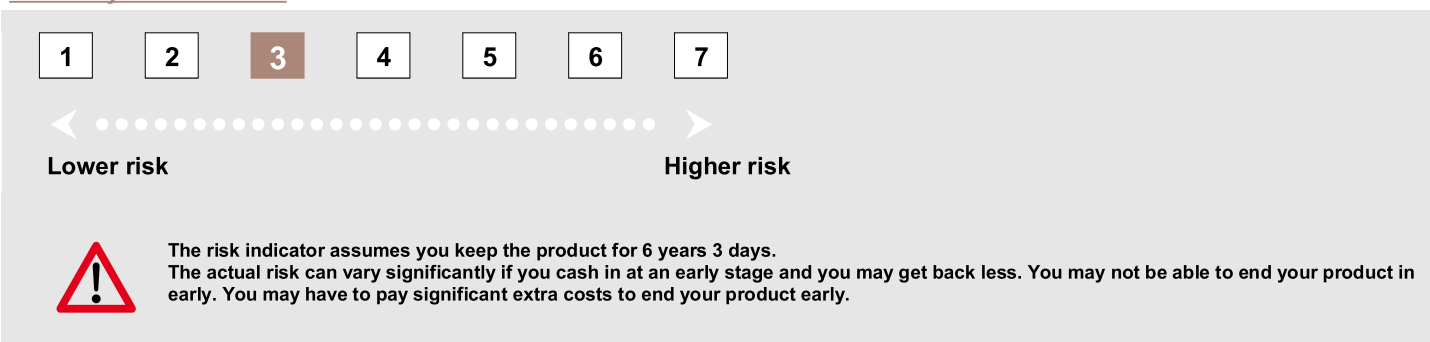 1 2 3 4 5 6 7
Lower risk Higher risk
The risk indicator assumes you keep the product for 6 years 3 days.
The actual risk can vary significantly if you cash in at an early stage and you may get back less. You may not be able to end your product in
early. You may have to pay significant extra costs to end your product early.